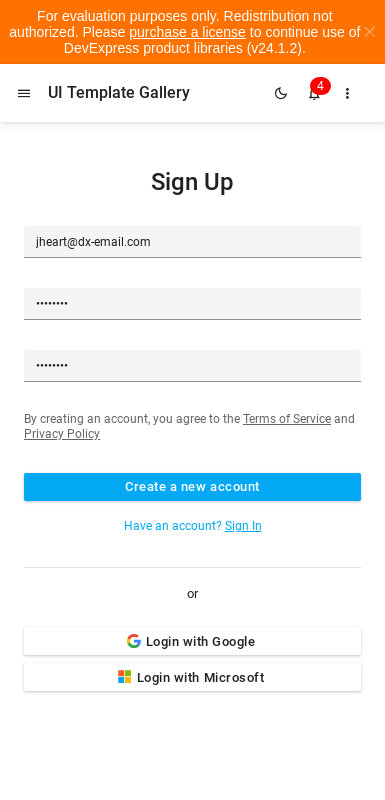 For evaluation purposes only. Redistribution not
authorized. Please purchase a license to continue use of
DevExpress product libraries (v24.1.2).
UI Template Gallery
4
Sign Up
jheart@dx-email.com
••••••••
••••••••
By creating an account, you agree to the Terms of Service and
Privacy Policy
Create a new account
Have an account? Sign In
or
Login with Google
Login with Microsoft